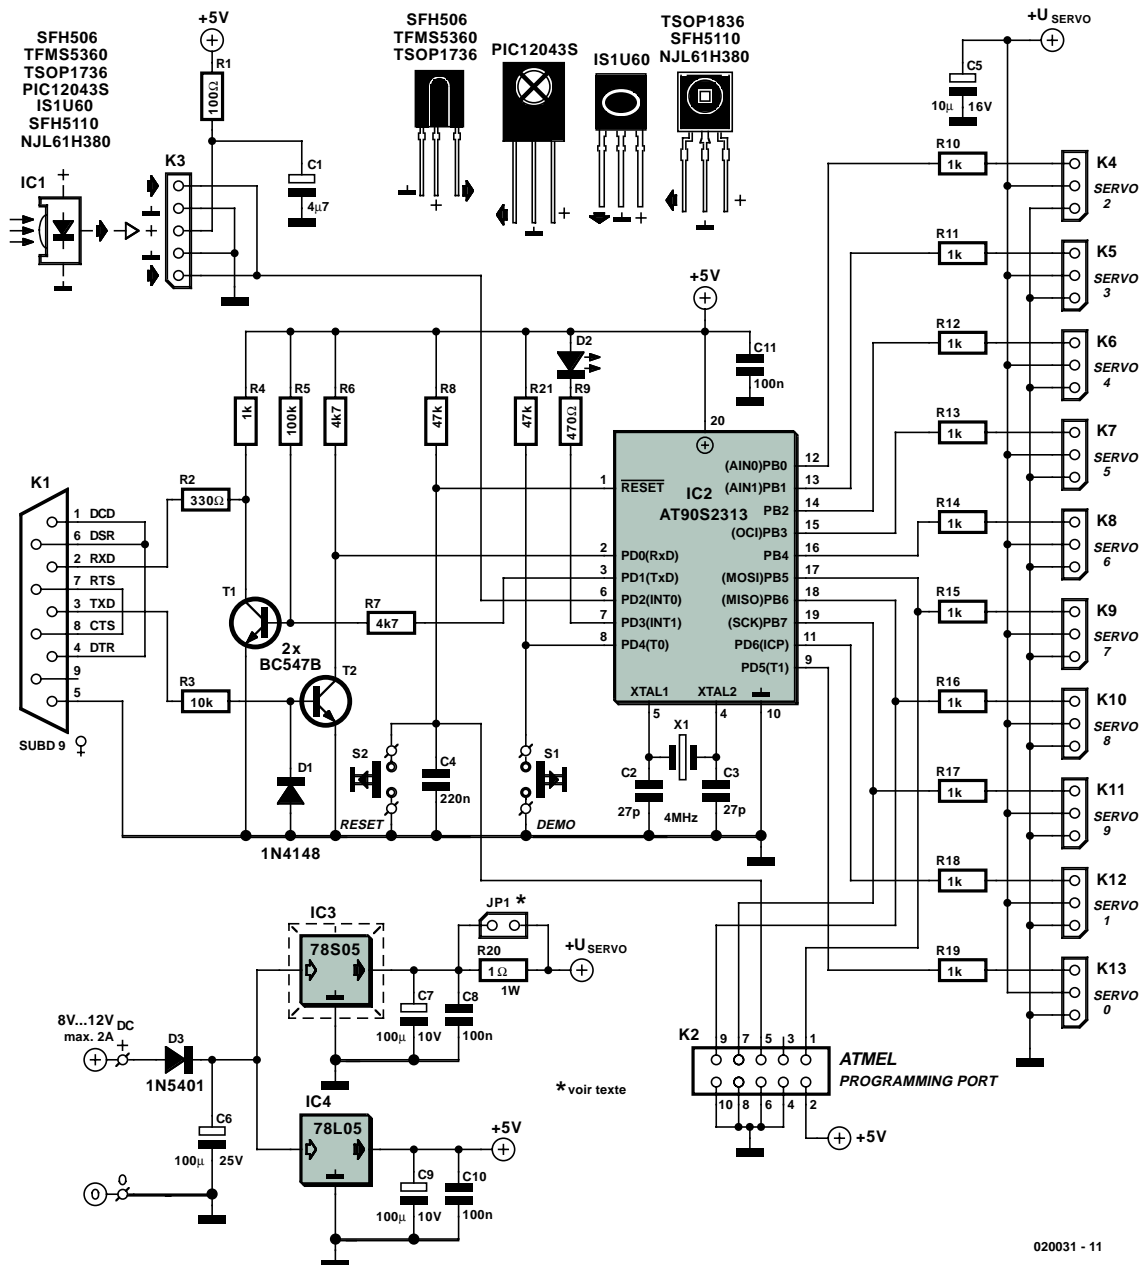 SFH506
TFMS5360
TSOP1736
PIC12043S
IS1U60
SFH5110
NJL61H380
+5V
R1
100Ω
SFH506
TFMS5360
TSOP1736
PIC12043S
IS1U60
TSOP1836
SFH5110
NJL61H380
+U SERVO
C5
10µ
16V
K3
C1
4µ7
IC1
+
+
+
+
+
+
R10
1k
K4
SERVO
2
R11
1k
K5
SERVO
3
R12
1k
K6
SERVO
4
R13
1k
K7
SERVO
5
R14
1k
K8
SERVO
6
R15
1k
K9
SERVO
7
R16
1k
K10
SERVO
8
R17
1k
K11
SERVO
9
R18
1k
K12
SERVO
1
R19
1k
K13
SERVO
0
+5V
D2
C11
100n
R4
1k
R5
100k
R6
4k7
R8
47k
R21
47k
R9
470Ω
20
1
RESET
IC2
AT90S2313
(AIN0)PB0
12
(AIN1)PB1
13
PB2
14
(OCI)PB3
15
2
PD0(RxD)
PB4
16
3
PD1(TxD)
(MOSI)PB5
17
6
PD2(INT0)
(MISO)PB6
18
7
PD3(INT1)
(SCK)PB7
19
8
PD4(T0)
PD6(ICP)
11
PD5(T1)
9
XTAL1
XTAL2
5
4
10
X1
C2
27p
4MHz
C3
27p
K1
1 DCD
6 DSR
2 RXD
7 RTS
3 TXD
8 CTS
4 DTR
9
5
SUBD 9
R2
330Ω
T1
2x
BC547B
R7
4k7
R3
10k
T2
D1
1N4148
S2
RESET
C4
220n
S1
DEMO
IC3
78S05
JP1 *
R20
1Ω
1W
+U SERVO
C7
100µ
10V
C8
100n
8V...12V DC
max. 2A
+
D3
1N5401
C6
100µ
25V
0
0
IC4
78L05
+5V
C9
100µ
10V
C10
100n
* voir texte
K2
9 7 5 3 1
10 8 6 4 2
ATMEL
PROGRAMMING PORT
+5V
020031 - 11